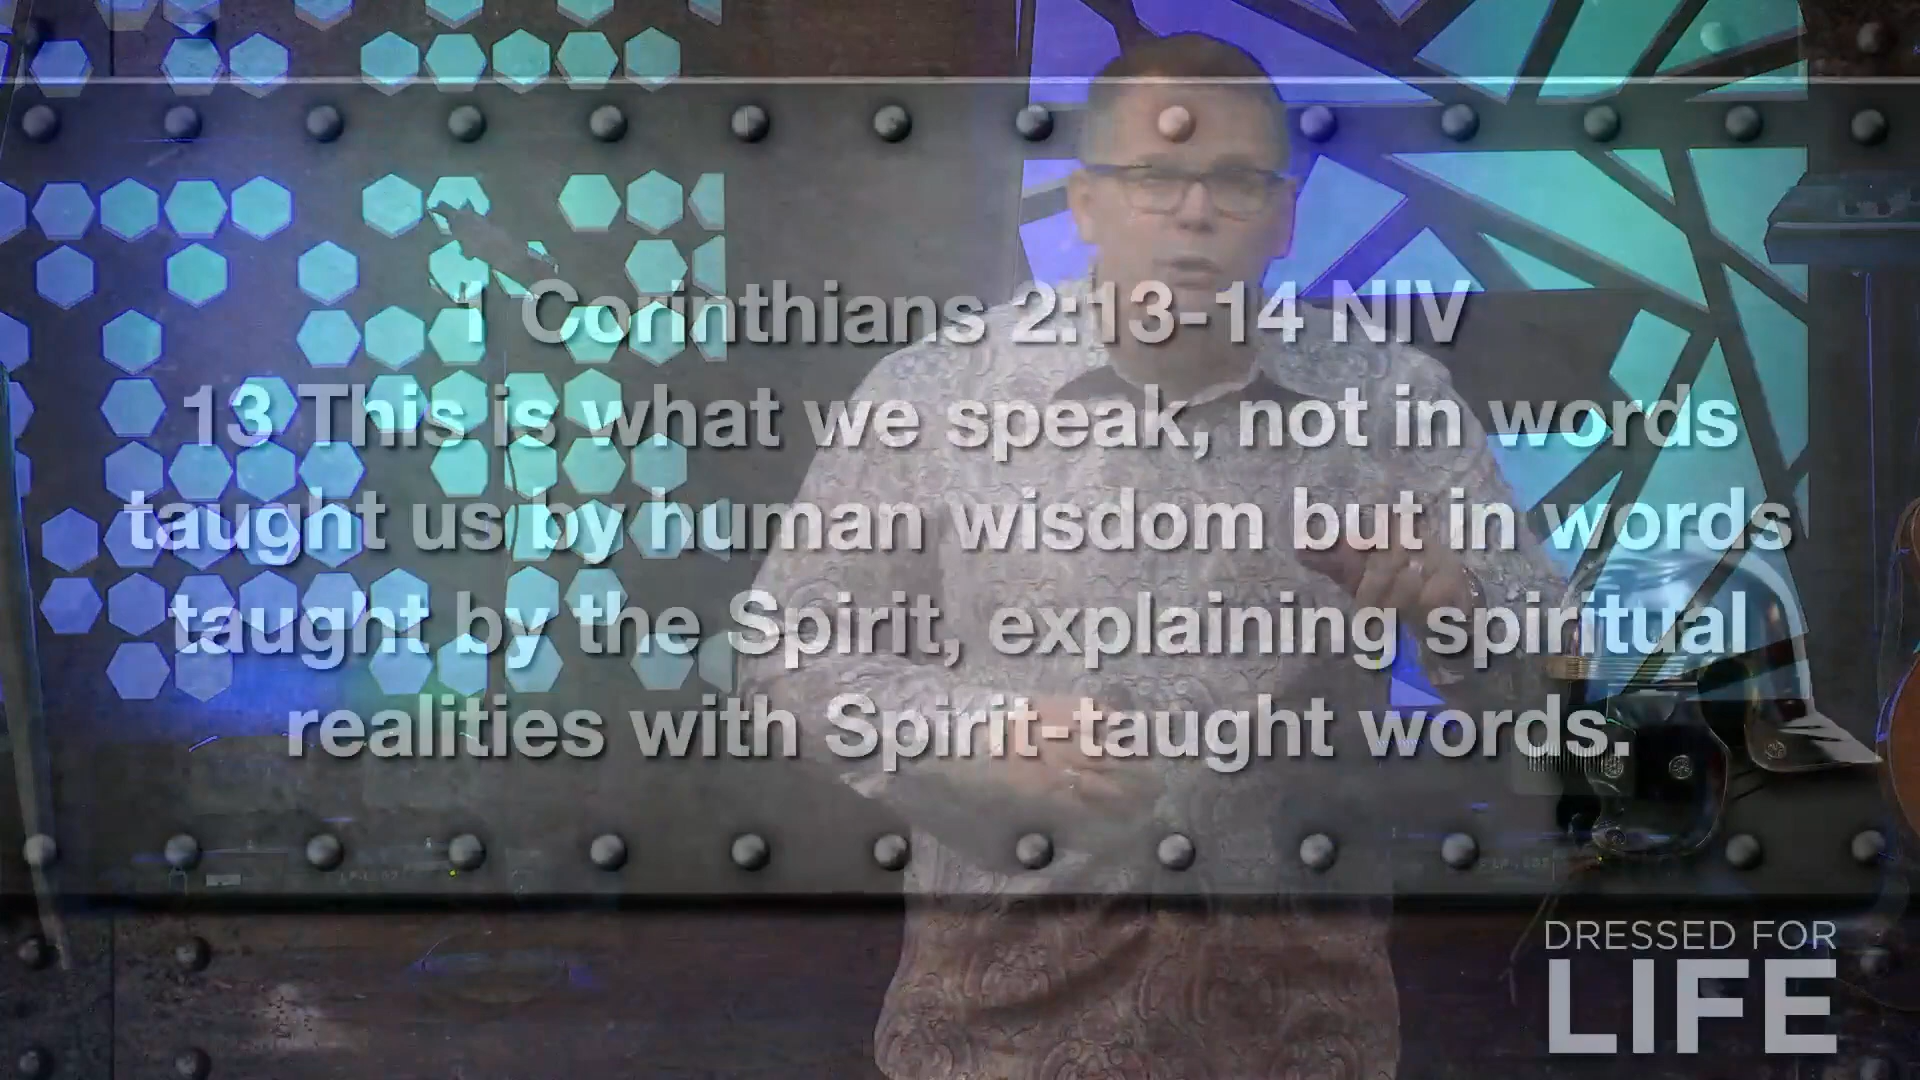 1 Corinthians 2:13-14 NIV
13 This is what we speak, not in words
taught us by human wisdom but in words
taught by the Spirit, explaining spiritual
realities with Spirit-taught words.
DRESSED FOR
LIFE